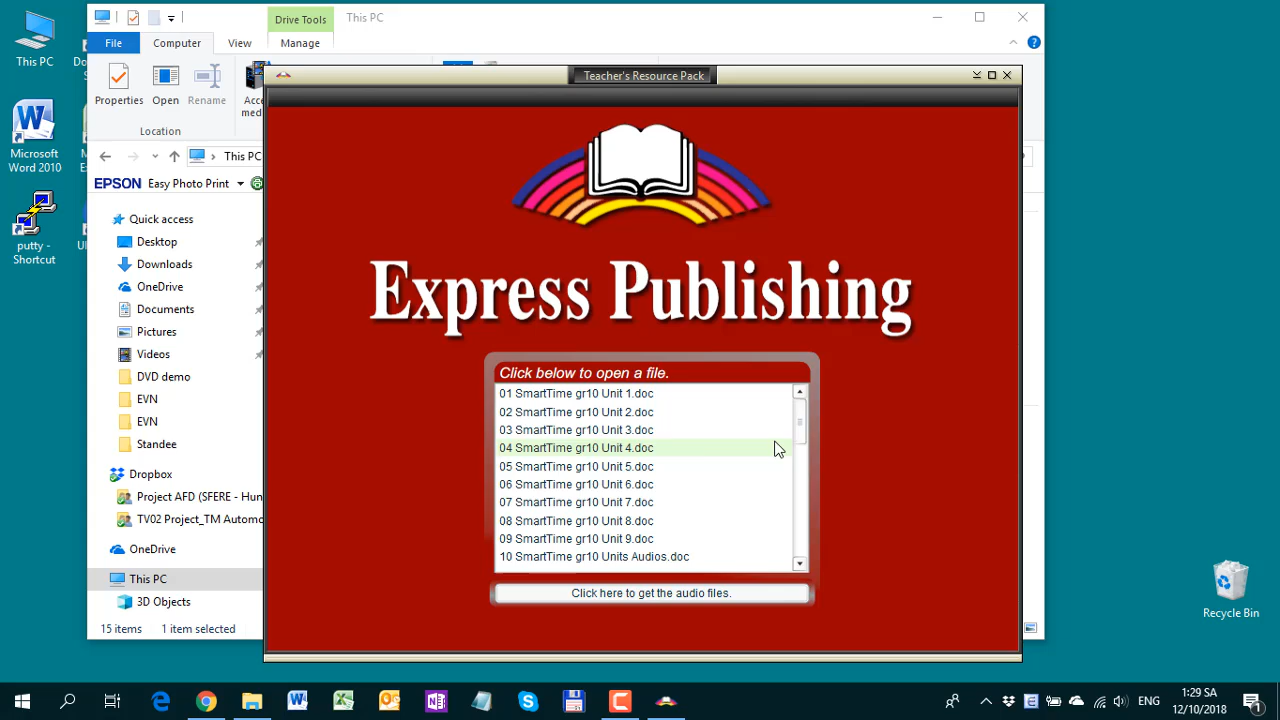 This PC
Microsoft
Word 2010
putty -
Shortcut
Drive Tools
This PC
File
Computer
View
Manage
Properties
Open
Rename
Location
This PC
EPSON
Easy Photo Print
Quick access
Desktop
Downloads
OneDrive
Documents
Pictures
Videos
DVD demo
EVN
EVN
Standee
Dropbox
Project AFD (SFERE - Hun
TV02 Project_TM Automo
OneDrive
This PC
3D Objects
15 items
1 item selected
Teacher's Resource Pack
Express Publishing
Click below to open a file.
01 SmartTime gr10 Unit 1.doc
02 SmartTime gr10 Unit 2.doc
03 SmartTime gr10 Unit 3.doc
04 SmartTime gr10 Unit 4.doc
05 SmartTime gr10 Unit 5.doc
06 SmartTime gr10 Unit 6.doc
07 SmartTime gr10 Unit 7.doc
08 SmartTime gr10 Unit 8.doc
09 SmartTime gr10 Unit 9.doc
10 SmartTime gr10 Units Audios.doc
Click here to get the audio files.
Recycle Bin
ENG
1:29 SA
12/10/2018